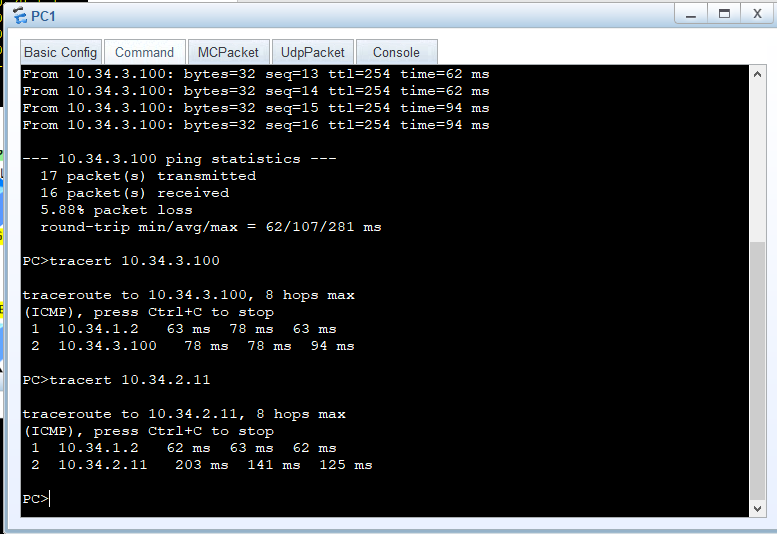 PC1
Basic Config Command MCPacket UdpPacket Console
From 10.34.3.100: bytes=32 seq=13 ttl=254 time=62 ms
From 10.34.3.100: bytes=32 seq=14 ttl=254 time=62 ms
From 10.34.3.100: bytes=32 seq=15 ttl=254 time=94 ms
From 10.34.3.100: bytes=32 seq=16 ttl=254 time=94 ms
--- 10.34.3.100 ping statistics ---
17 packet(s) transmitted
16 packet(s) received
5.88% packet loss
round-trip min/avg/max = 62/107/281 ms
PC>tracert 10.34.3.100
traceroute to 10.34.3.100, 8 hops max
(ICMP), press Ctrl+C to stop
1 10.34.1.2 63 ms 78 ms 63 ms
2 10.34.3.100 78 ms 78 ms 94 ms
PC>tracert 10.34.2.11
traceroute to 10.34.2.11, 8 hops max
(ICMP), press Ctrl+C to stop
1 10.34.1.2 62 ms 63 ms 62 ms
2 10.34.2.11 203 ms 141 ms 125 ms
PC>